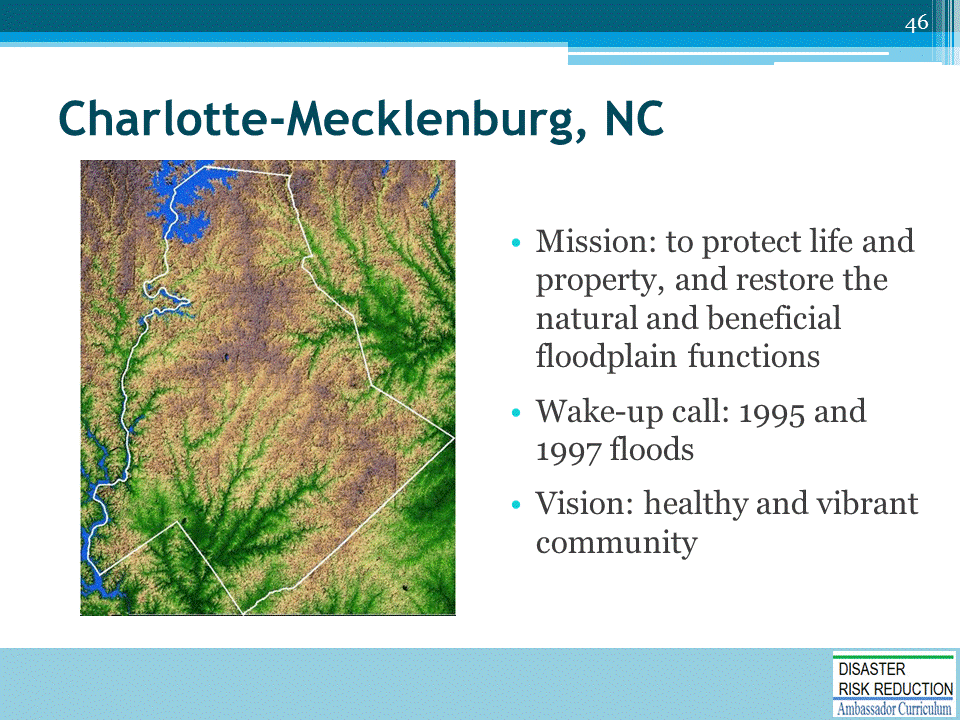 46
Charlotte-Mecklenburg, NC
• Mission: to protect life and
property, and restore the
natural and beneficial
floodplain functions
• Wake-up call: 1995 and
1997 floods
• Vision: healthy and vibrant
community
DISASTER
RISK REDUCTION
Ambassador Curriculum